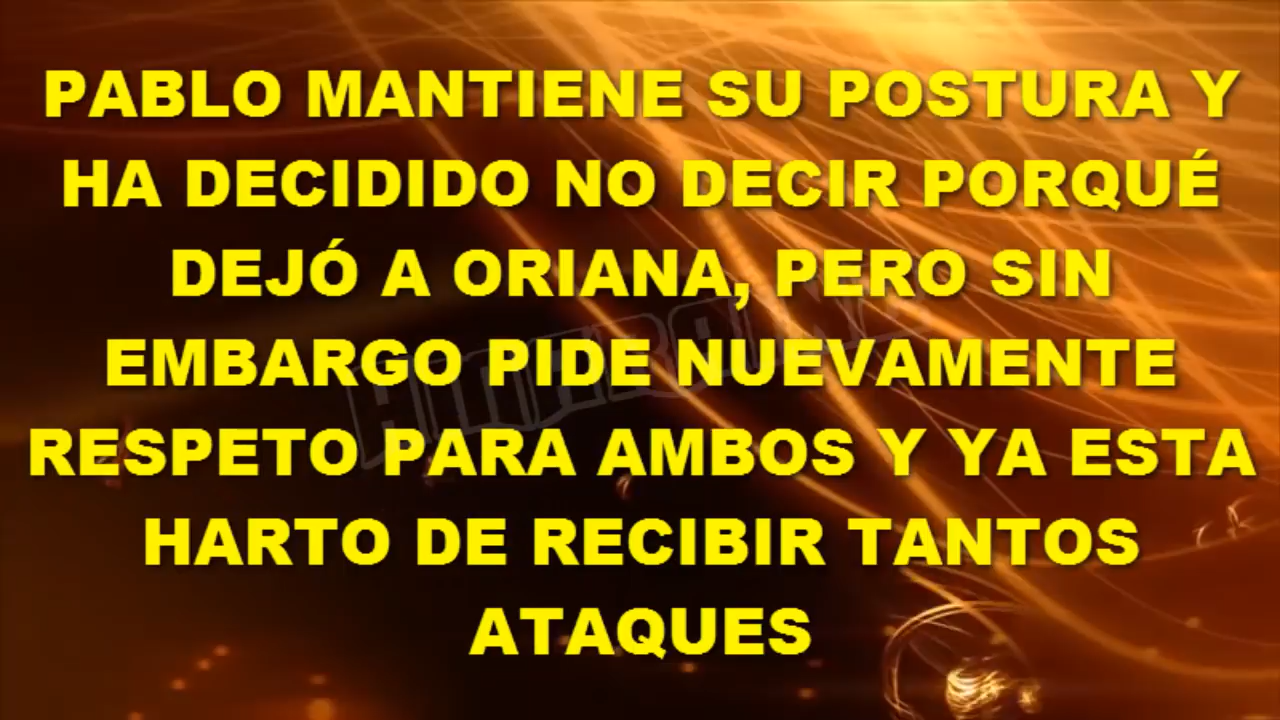 PABLO MANTIENE SU POSTURA Y
HA DECIDIDO NO DECIR PORQUÉ
DEJÓ A ORIANA, PERO SIN
EMBARGO PIDE NUEVAMENTE
RESPETO PARA AMBOS Y YA ESTA
HARTO DE RECIBIR TANTOS
ATAQUES